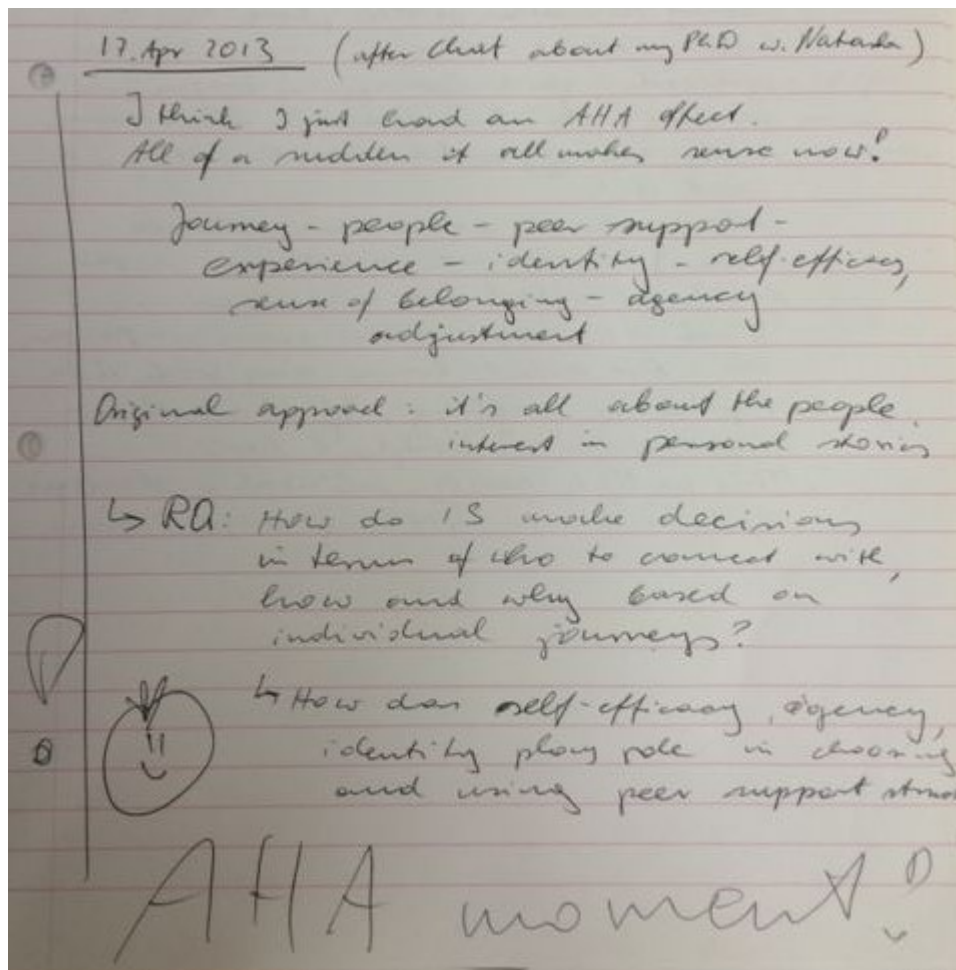 17. Apr 2013 (after chat about my PhD w. Natasha)
I think I just had an AHA effect.
All of a sudden it all makes sense now!
Journey - people - peer support -
experience - identity - self-efficacy,
sense of belonging - agency
adjustment
Original approach: it's all about the people,
interest in personal stories
↳ RQ: How do IS make decisions
in terms of who to connect with,
how and why based on
individual journeys?
↳ How does self-efficacy, agency,
identity play role in choosing
and using peer support
AHA moment!